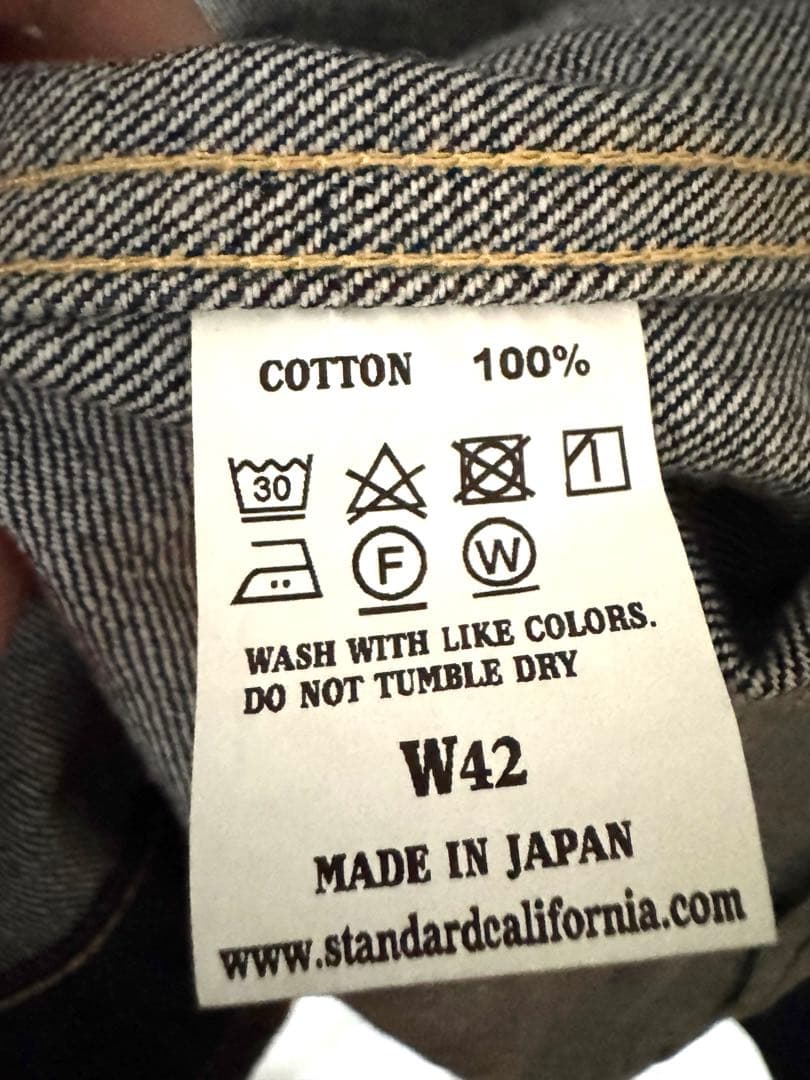 COTTON 100%
30
F W
WASH WITH LIKE COLORS.
DO NOT TUMBLE DRY
W42
MADE IN JAPAN
www.standardcalifornia.com